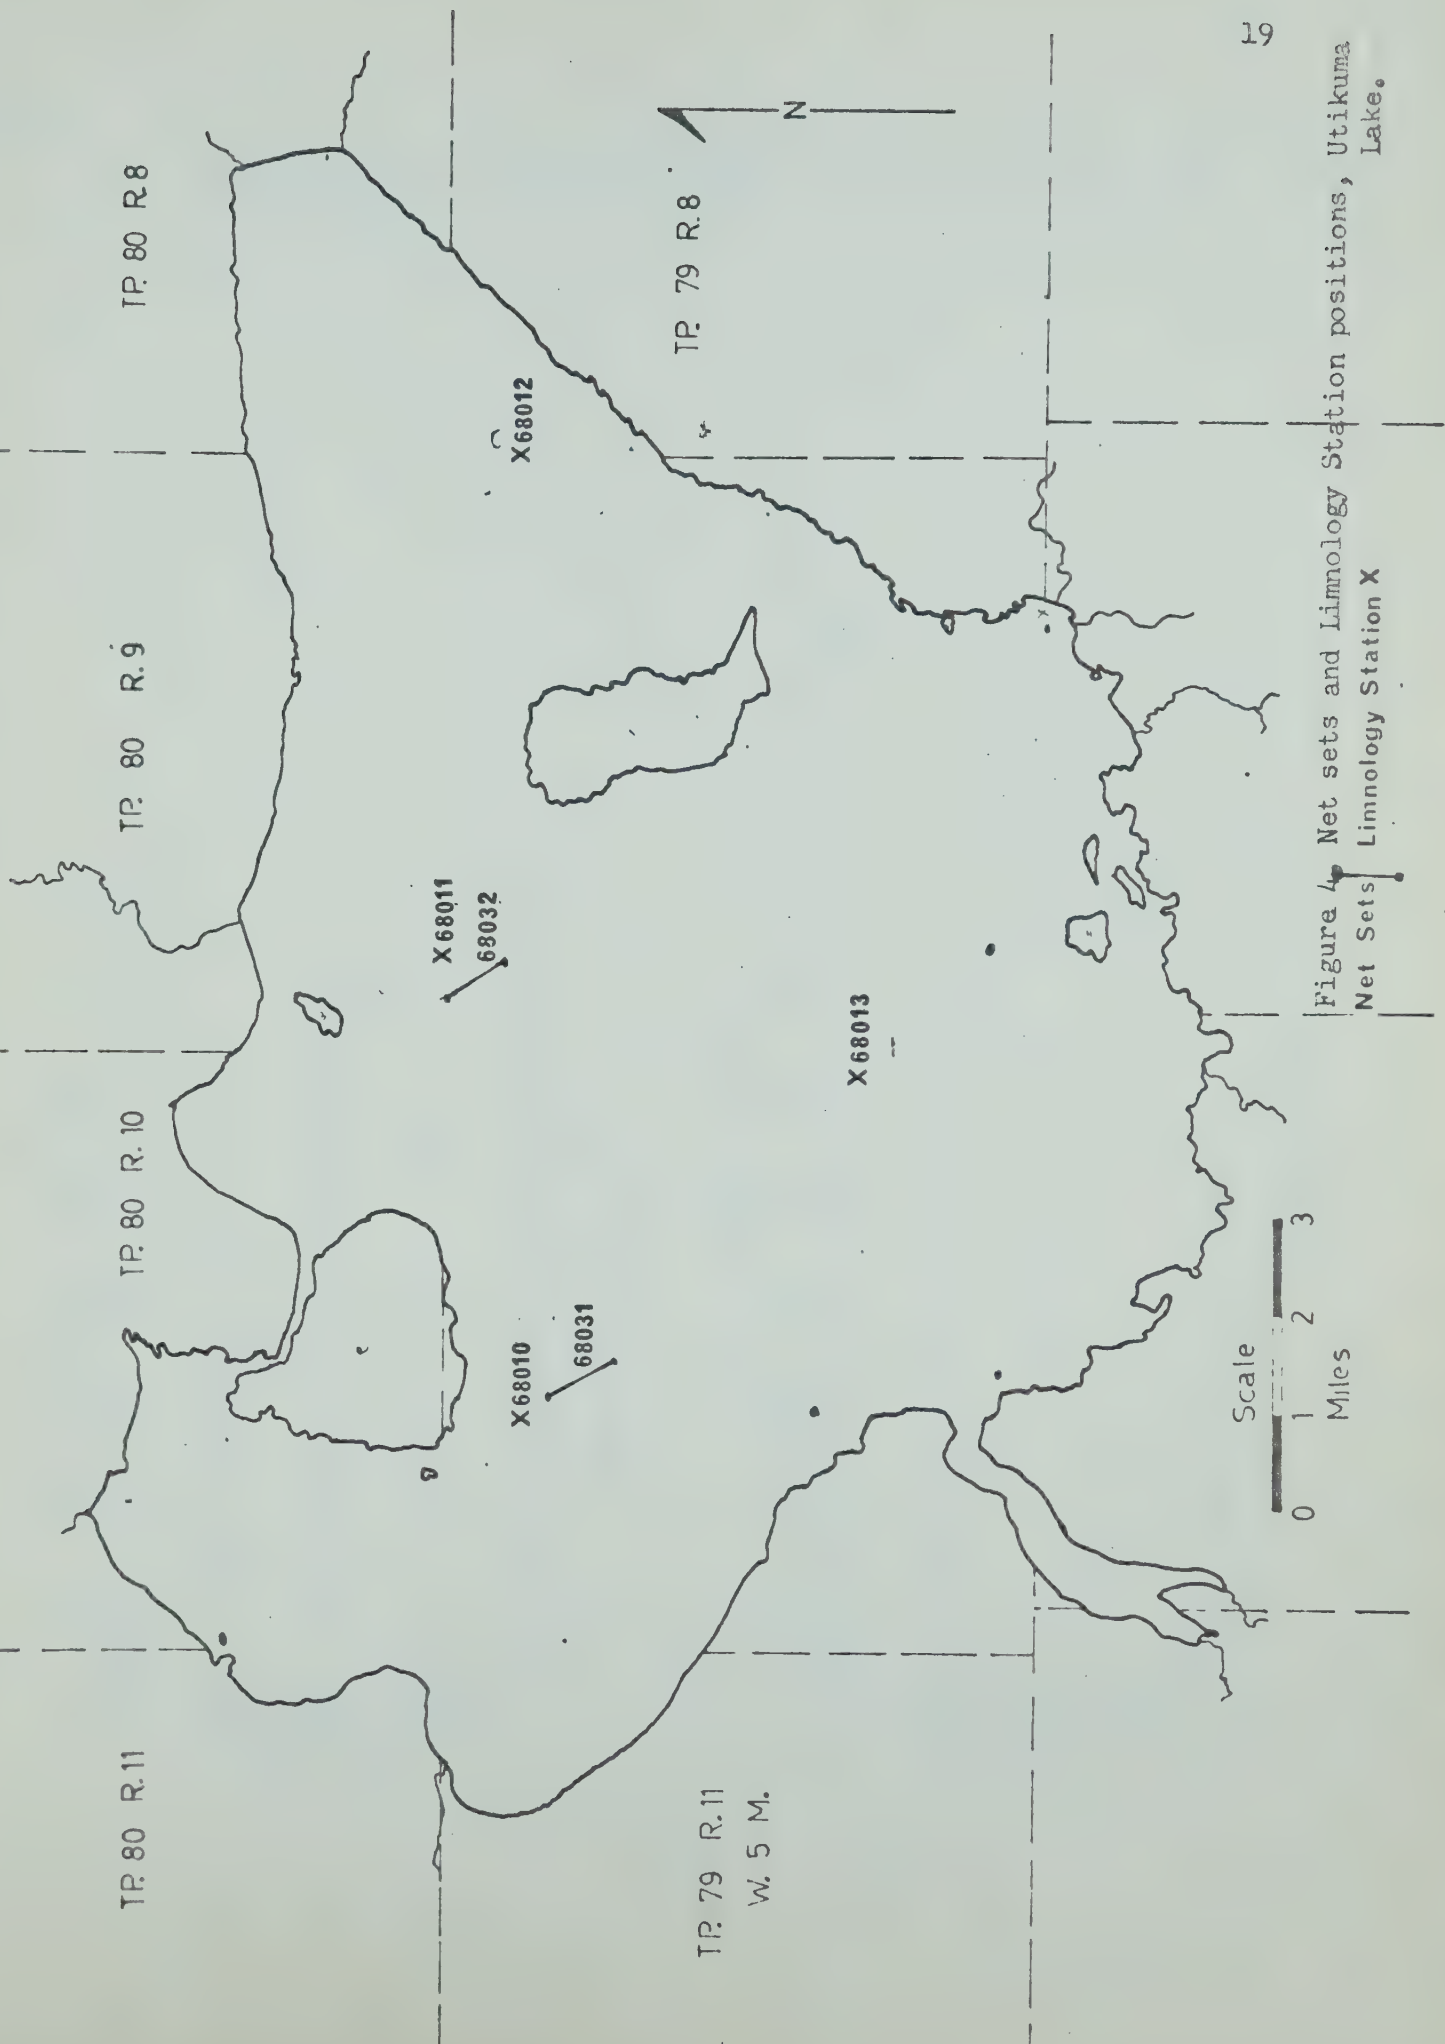 19
TP. 80 R.11
TP. 80 R. 10
TP. 80 R. 9
TP. 80 R.8
X68011
68032
X68010
68031
X68012
N
TP. 79 R.11
W. 5 M.
TP. 79 R.8
X68013
Scale
0 1 2 3
Miles
Figure 4. Net sets and Limnology Station positions, Utikuma
Lake.
Net Sets Limnology Station X